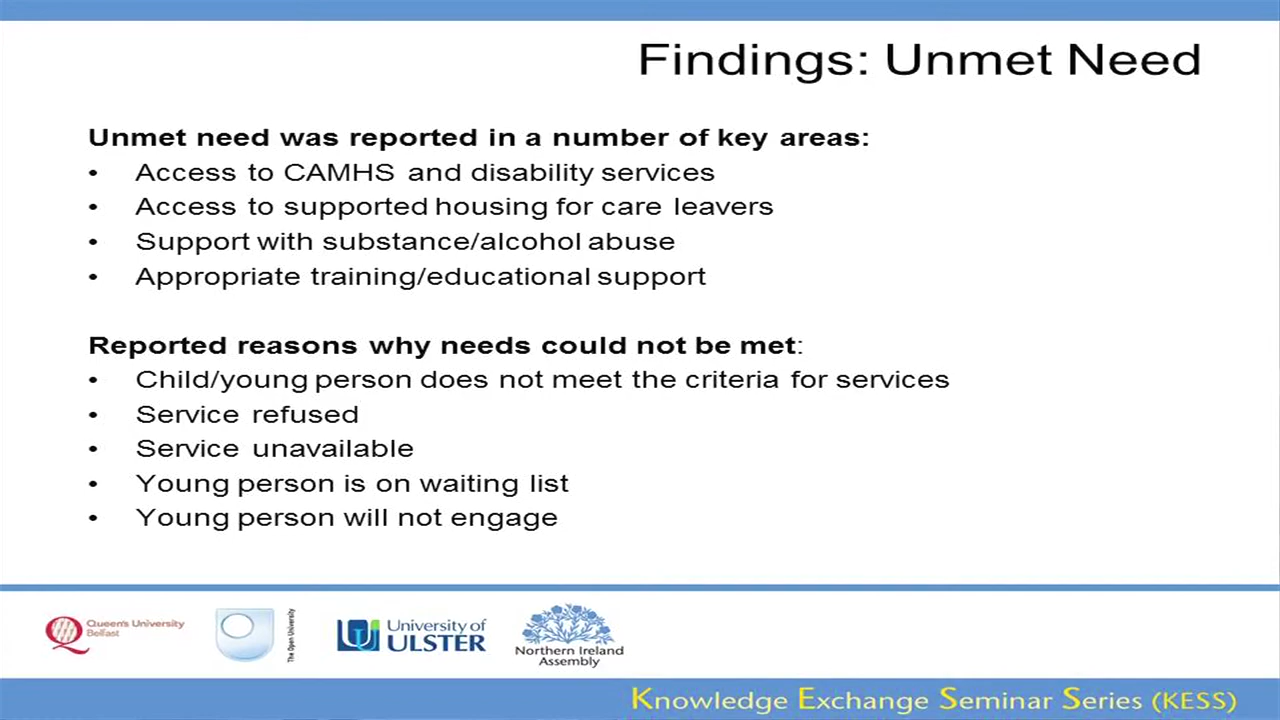 Findings: Unmet Need
Unmet need was reported in a number of key areas:
• Access to CAMHS and disability services
• Access to supported housing for care leavers
• Support with substance/alcohol abuse
• Appropriate training/educational support
Reported reasons why needs could not be met:
• Child/young person does not meet the criteria for services
• Service refused
• Service unavailable
• Young person is on waiting list
• Young person will not engage
Queen's University
Belfast
The Open University
University of
ULSTER
Northern Ireland
Assembly
Knowledge Exchange Seminar Series (KESS)